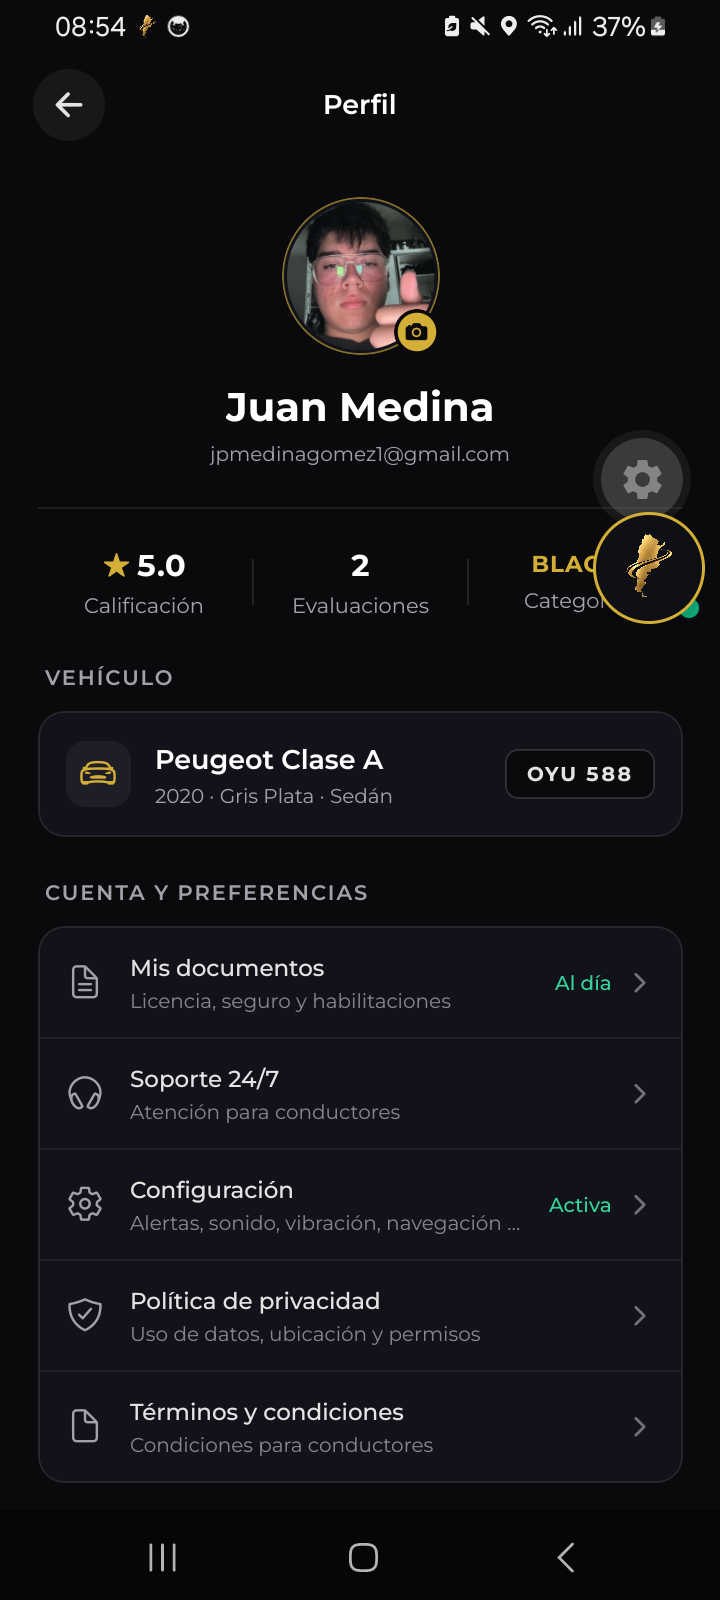 08:54
37%
Perfil
Juan Medina
jpmedinagomez1@gmail.com
5.0
Calificación
2
Evaluaciones
BLAC
Categor
VEHÍCULO
Peugeot Clase A
2020 · Gris Plata · Sedán
OYU 588
CUENTA Y PREFERENCIAS
Mis documentos
Licencia, seguro y habilitaciones
Al día
Soporte 24/7
Atención para conductores
Configuración
Alertas, sonido, vibración, navegación ...
Activa
Política de privacidad
Uso de datos, ubicación y permisos
Términos y condiciones
Condiciones para conductores